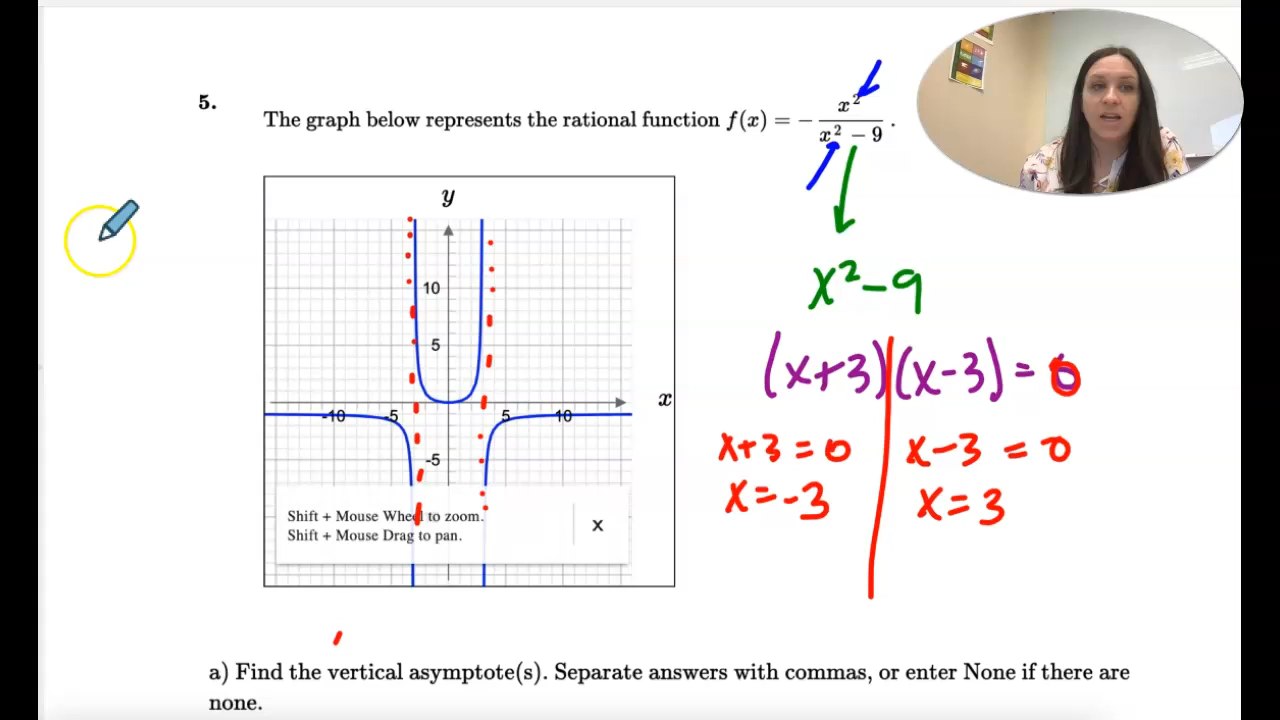 5.
The graph below represents the rational function f(x) = − x² / (x² − 9) .
y
10
5
x
-10 -5 5 10
-5
Shift + Mouse Wheel to zoom.
Shift + Mouse Drag to pan.
x
x² − 9
(x+3)(x−3) = 0
x+3 = 0
x = −3
x−3 = 0
x = 3
a) Find the vertical asymptote(s). Separate answers with commas, or enter None if there are
none.